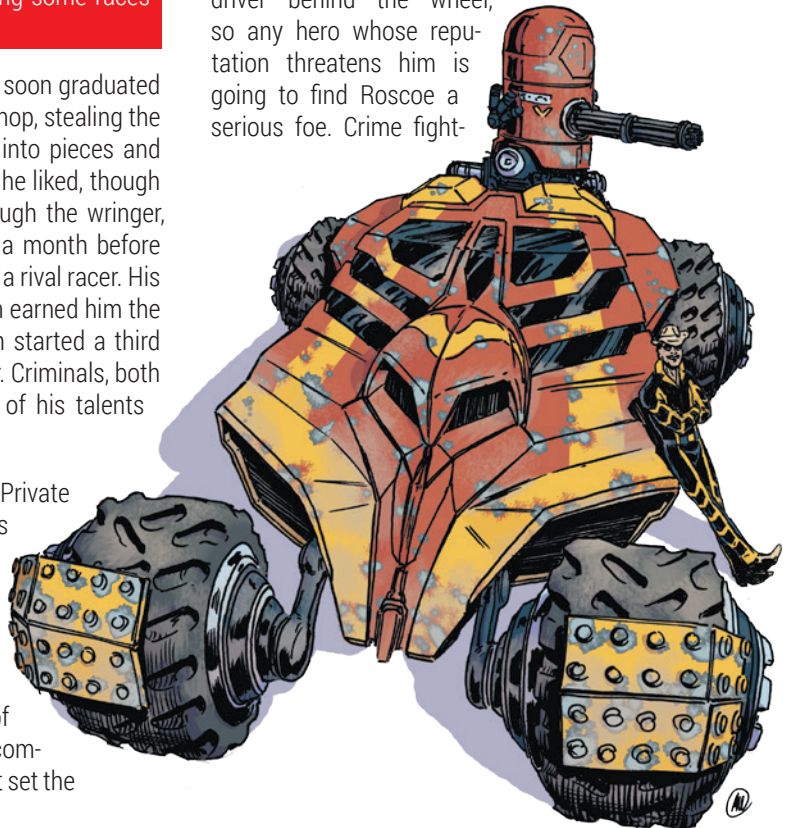 ng some races
soon graduated
hop, stealing the
into pieces and
he liked, though
ugh the wringer,
a month before
a rival racer. His
n earned him the
n started a third
. Criminals, both
of his talents
Private
s
of
com-
t set the
driver behind the wheel,
so any hero whose repu-
tation threatens him is
going to find Roscoe a
serious foe. Crime fight-